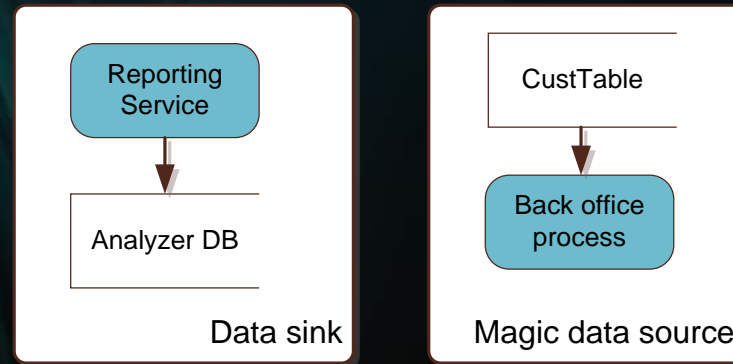 Reporting
Service
Analyzer DB
Data sink
CustTable
Back office
process
Magic data source